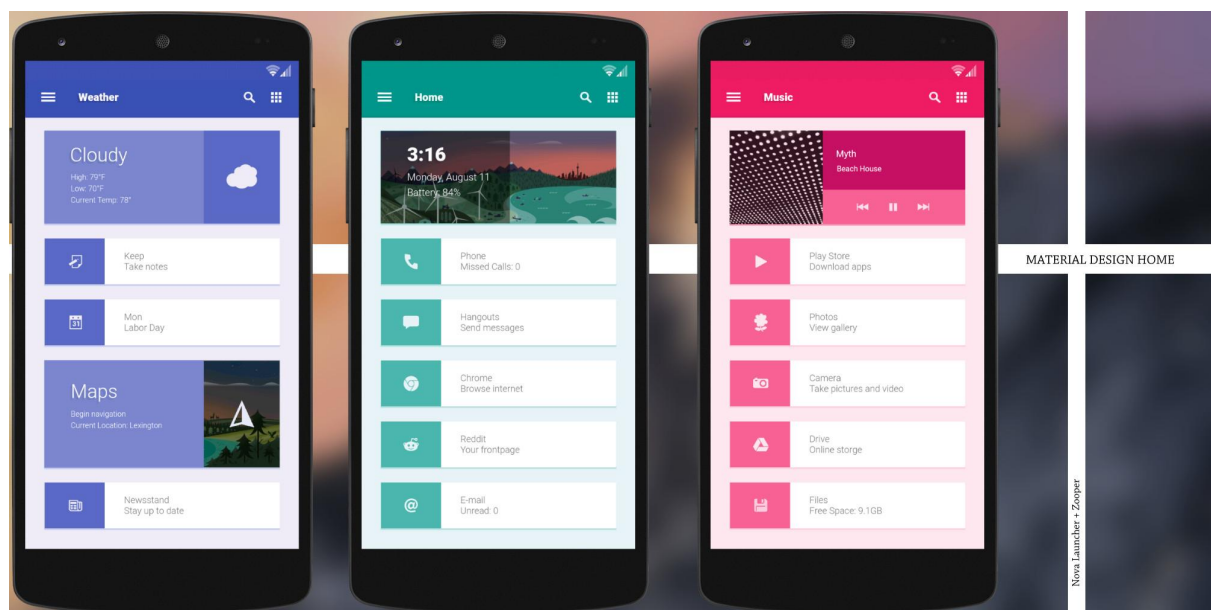 Weather
Cloudy
High: 79°F
Low: 70°F
Current Temp: 78°
Keep
Take notes
31
Mon
Labor Day
Maps
Begin navigation
Current Location: Lexington
Newsstand
Stay up to date
Home
3:16
Monday, August 11
Battery: 84%
Phone
Missed Calls: 0
Hangouts
Send messages
Chrome
Browse internet
Reddit
Your frontpage
@
E-mail
Unread: 0
Music
Myth
Beach House
Play Store
Download apps
Photos
View gallery
Camera
Take pictures and video
Drive
Online storge
Files
Free Space: 9.1GB
MATERIAL DESIGN HOME
Nova Launcher + Zooper